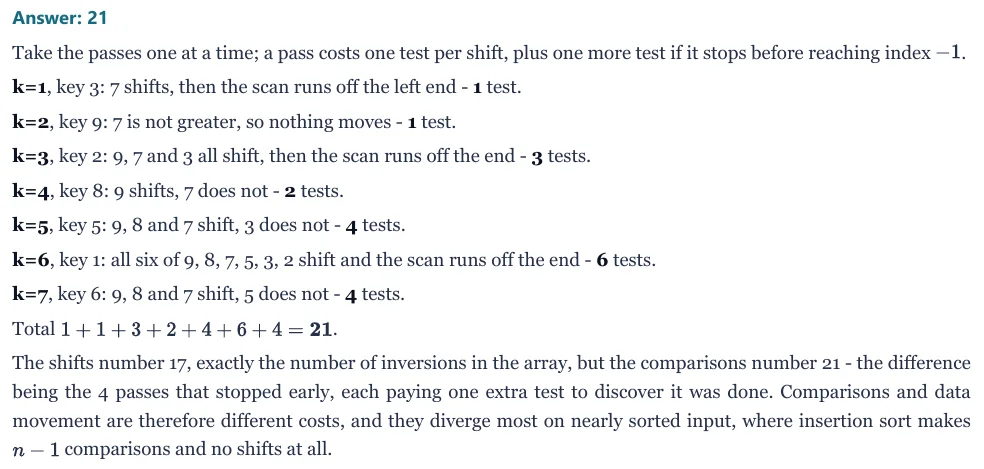 Answer: 21
Take the passes one at a time; a pass costs one test per shift, plus one more test if it stops before reaching index −1.
k=1, key 3: 7 shifts, then the scan runs off the left end - 1 test.
k=2, key 9: 7 is not greater, so nothing moves - 1 test.
k=3, key 2: 9, 7 and 3 all shift, then the scan runs off the end - 3 tests.
k=4, key 8: 9 shifts, 7 does not - 2 tests.
k=5, key 5: 9, 8 and 7 shift, 3 does not - 4 tests.
k=6, key 1: all six of 9, 8, 7, 5, 3, 2 shift and the scan runs off the end - 6 tests.
k=7, key 6: 9, 8 and 7 shift, 5 does not - 4 tests.
Total 1 + 1 + 3 + 2 + 4 + 6 + 4 = 21.
The shifts number 17, exactly the number of inversions in the array, but the comparisons number 21 - the difference
being the 4 passes that stopped early, each paying one extra test to discover it was done. Comparisons and data
movement are therefore different costs, and they diverge most on nearly sorted input, where insertion sort makes
n − 1 comparisons and no shifts at all.